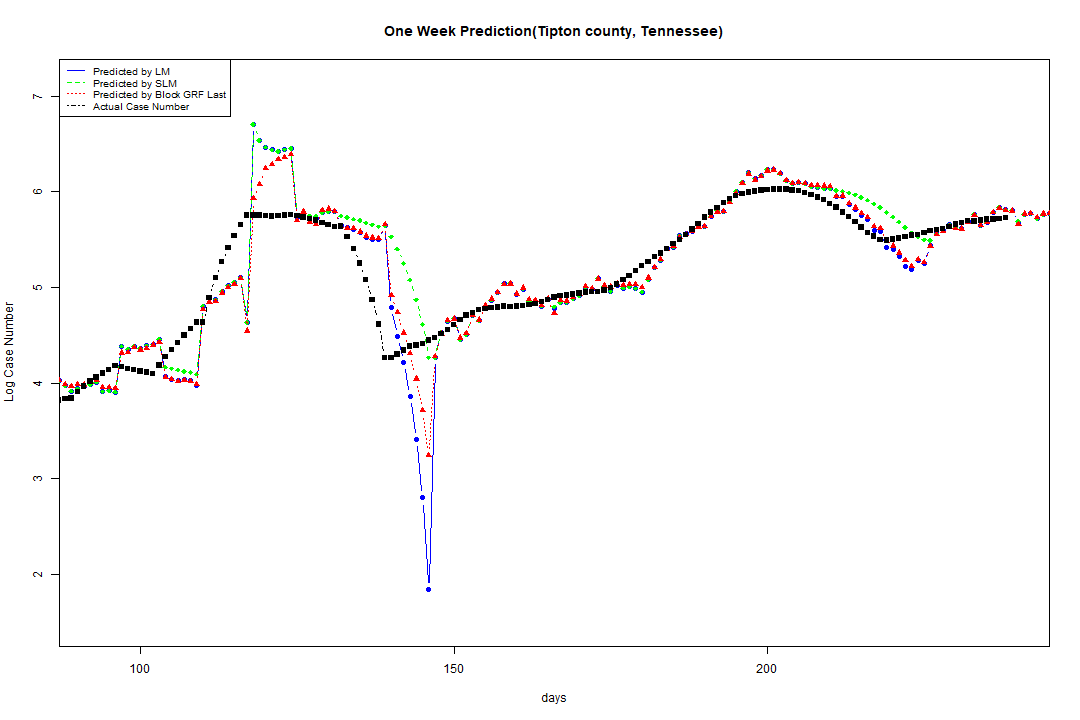 One Week Prediction(Tipton county, Tennessee)
Predicted by LM
Predicted by SLM
Predicted by Block GRF Last
Actual Case Number
7
6
5
4
3
2
Log Case Number
100 150 200
days